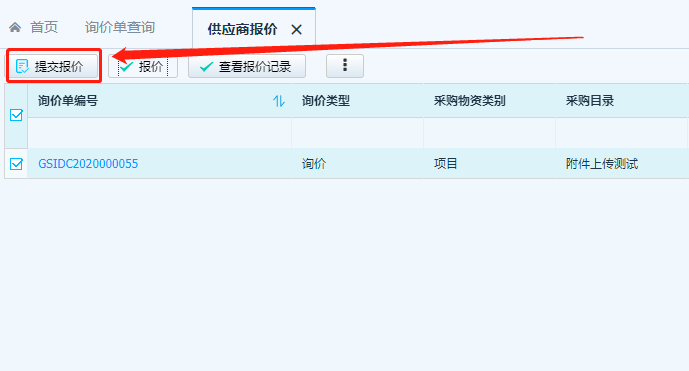 首页 询价单查询 供应商报价
提交报价 报价 查看报价记录
询价单编号 询价类型 采购物资类别 采购目录
GSIDC2020000055 询价 项目 附件上传测试